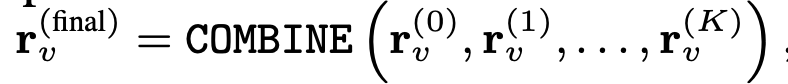 r_v^{(final)} = COMBINE ( r_v^{(0)}, r_v^{(1)}, ..., r_v^{(K)} ),